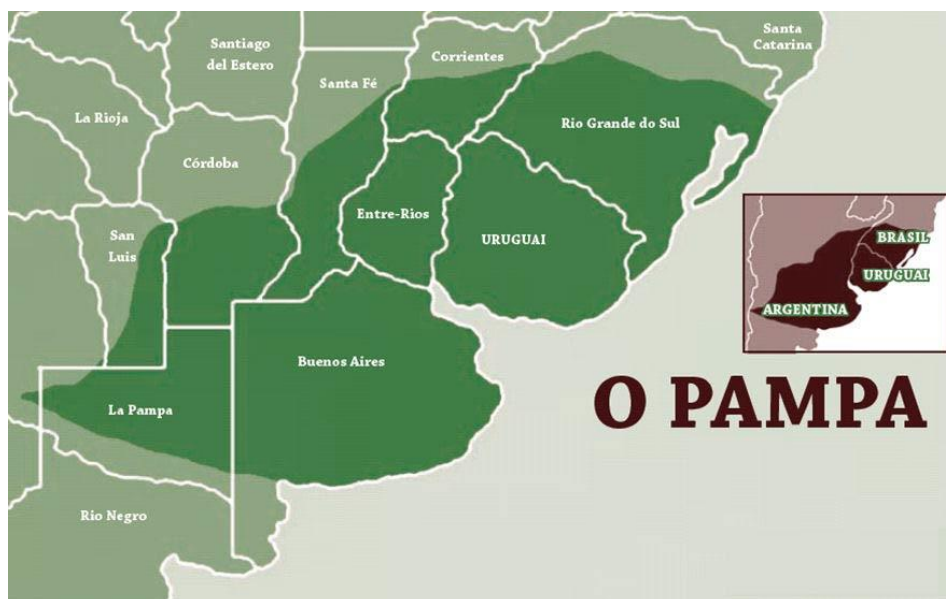 Santa
Catarina
Santiago
del Estero
Corrientes
Santa Fé
La Rioja
Rio Grande do Sul
Córdoba
Entre-Rios
San
Luis
URUGUAI
BRASIL
URUGUAI
ARGENTINA
Buenos Aires
La Pampa
O PAMPA
Rio Negro